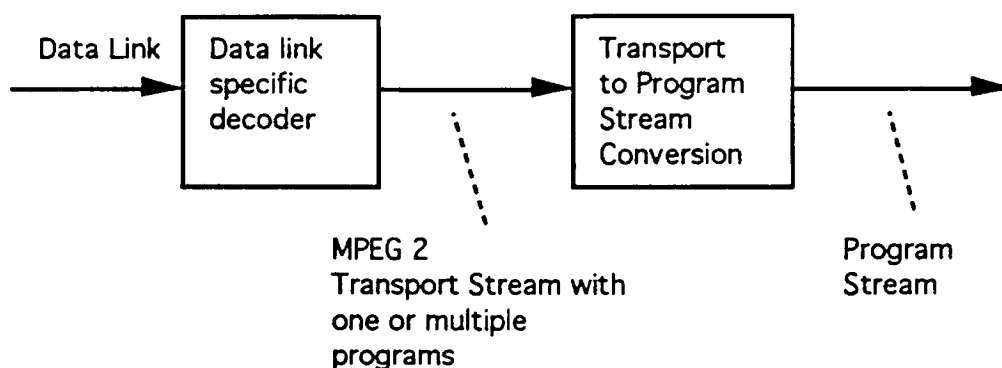 Data Link
Data link
specific
decoder
Transport
to Program
Stream
Conversion
MPEG 2
Transport Stream with
one or multiple
programs
Program
Stream